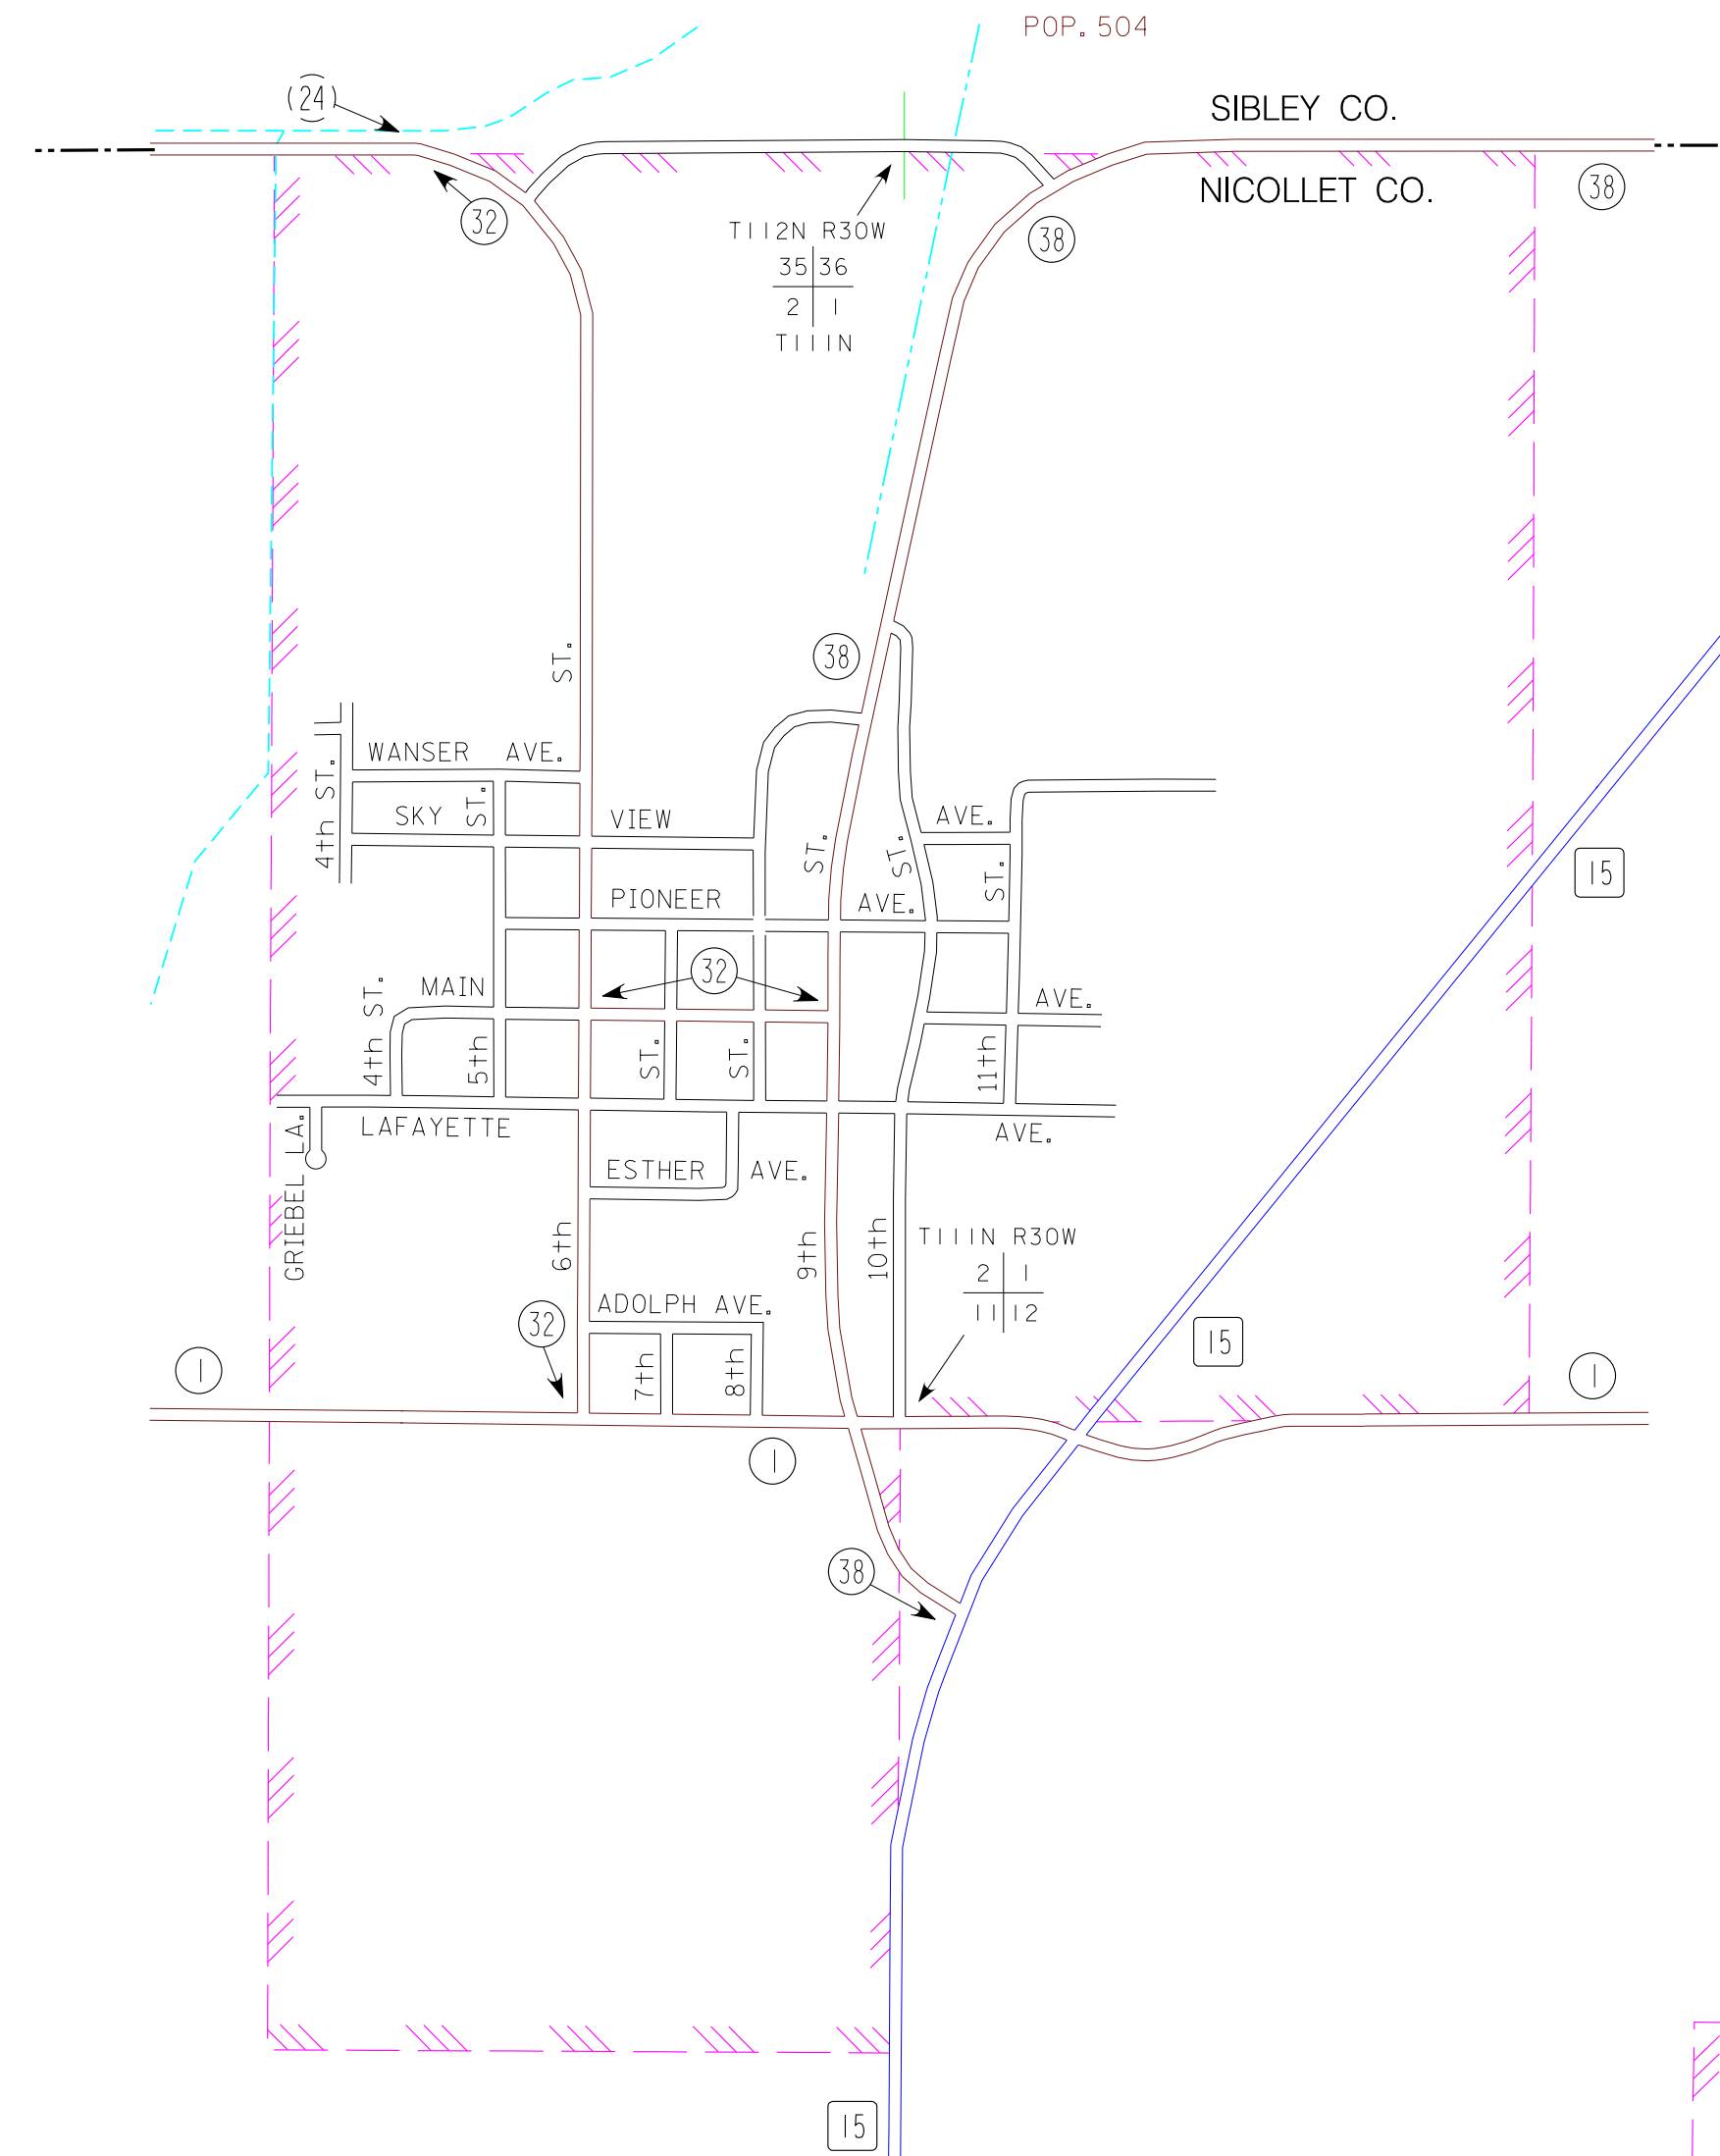 POP. 504
(24)
SIBLEY CO.
NICOLLET CO.
38
32
38
T112N R30W
35 36
2 1
T111N
ST.
38
WANSER AVE.
4th ST.
SKY ST. VIEW AVE.
ST.
ST.
ST.
15
PIONEER AVE.
32
MAIN AVE.
4th ST.
5th
ST.
ST.
11th
LAFAYETTE AVE.
GRIEBEL LA.
ESTHER AVE.
6th
9th
10th
T111N R30W
2 1
11 12
ADOLPH AVE.
32
15
1
7th
8th
1
1
38
15